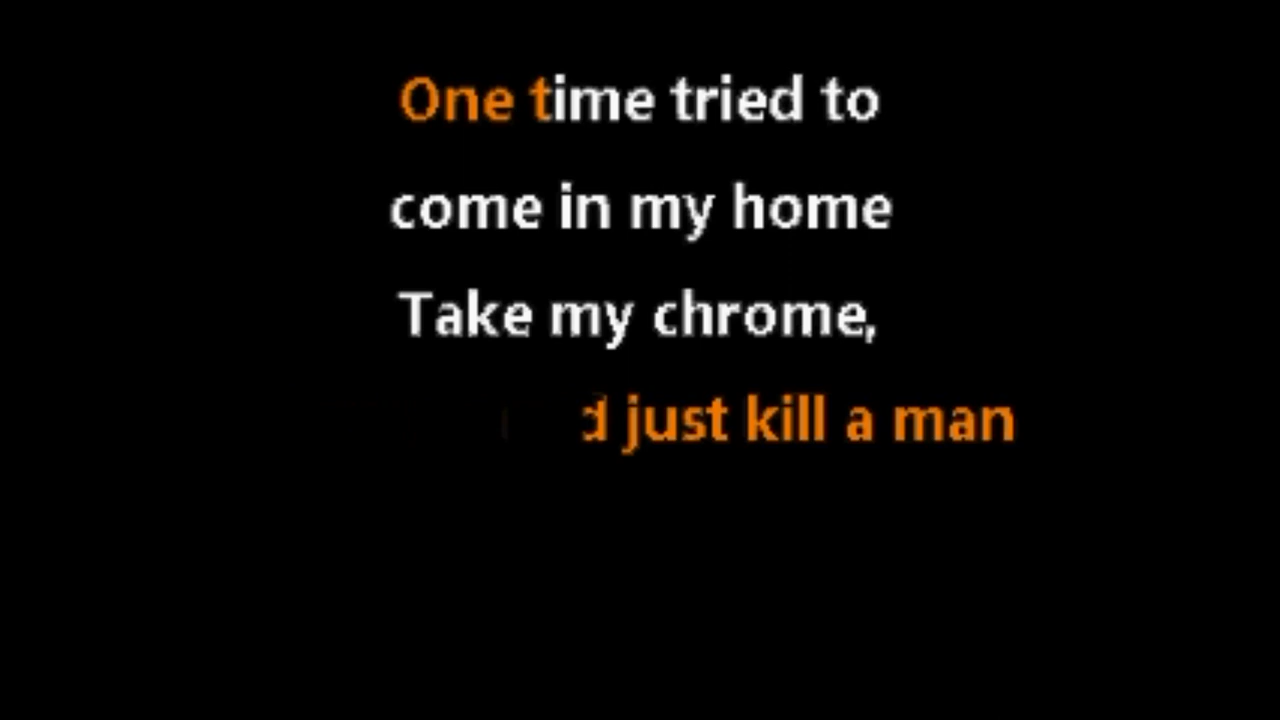 One time tried to
come in my home
Take my chrome,
just kill a man